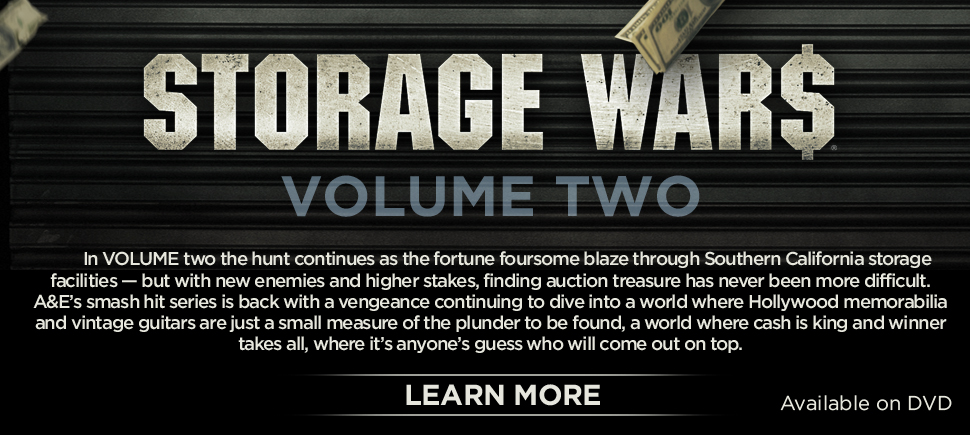 STORAGE WAR$
VOLUME TWO
In VOLUME two the hunt continues as the fortune foursome blaze through Southern California storage
facilities — but with new enemies and higher stakes, finding auction treasure has never been more difficult.
A&E’s smash hit series is back with a vengeance continuing to dive into a world where Hollywood memorabilia
and vintage guitars are just a small measure of the plunder to be found, a world where cash is king and winner
takes all, where it’s anyone’s guess who will come out on top.
LEARN MORE
Available on DVD